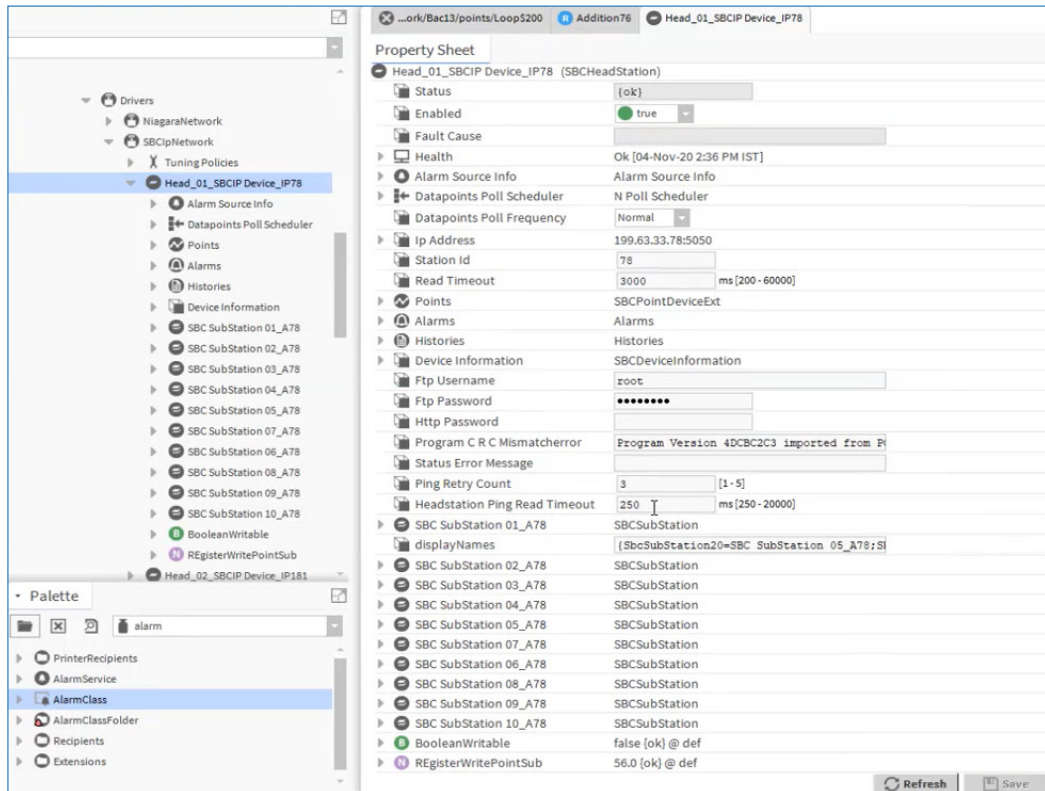 Drivers
NiagaraNetwork
SBCIpNetwork
Tuning Policies
Head_01_SBCIP Device_IP78
Alarm Source Info
Datapoints Poll Scheduler
Points
Alarms
Histories
Device Information
SBC SubStation 01_A78
SBC SubStation 02_A78
SBC SubStation 03_A78
SBC SubStation 04_A78
SBC SubStation 05_A78
SBC SubStation 07_A78
SBC SubStation 06_A78
SBC SubStation 08_A78
SBC SubStation 09_A78
SBC SubStation 10_A78
BooleanWritable
REgisterWritePointSub
Head_02_SBCIP Device_IP181
Palette
alarm
PrinterRecipients
AlarmService
AlarmClass
AlarmClassFolder
Recipients
Extensions
...ork/Bac13/points/Loop$200 Addition76 Head_01_SBCIP Device_IP78
Property Sheet
Head_01_SBCIP Device_IP78 (SBCHeadStation)
Status {ok}
Enabled true
Fault Cause
Health Ok [04-Nov-20 2:36 PM IST]
Alarm Source Info Alarm Source Info
Datapoints Poll Scheduler N Poll Scheduler
Datapoints Poll Frequency Normal
Ip Address 199.63.33.78:5050
Station Id 78
Read Timeout 3000 ms [200 - 60000]
Points SBCPointDeviceExt
Alarms Alarms
Histories Histories
Device Information SBCDeviceInformation
Ftp Username root
Ftp Password ••••••••
Http Password
Program C R C Mismatcherror Program Version 4DCBC2C3 imported from
Status Error Message
Ping Retry Count 3 [1 - 5]
Headstation Ping Read Timeout 250 ms [250 - 20000]
SBC SubStation 01_A78 SBCSubStation
displayNames {SbcSubStation20=SBC SubStation 05_A78;
SBC SubStation 02_A78 SBCSubStation
SBC SubStation 03_A78 SBCSubStation
SBC SubStation 04_A78 SBCSubStation
SBC SubStation 05_A78 SBCSubStation
SBC SubStation 07_A78 SBCSubStation
SBC SubStation 06_A78 SBCSubStation
SBC SubStation 08_A78 SBCSubStation
SBC SubStation 09_A78 SBCSubStation
SBC SubStation 10_A78 SBCSubStation
BooleanWritable false {ok} @ def
REgisterWritePointSub 56.0 {ok} @ def
Refresh Save